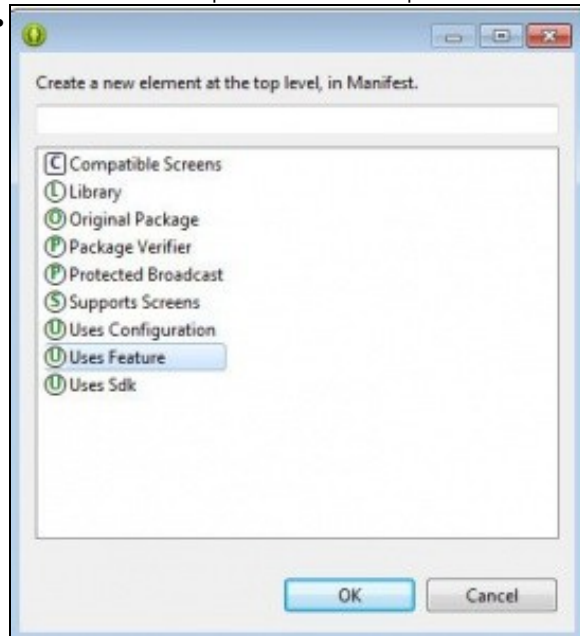 Create a new element at the top level, in Manifest.
C Compatible Screens
L Library
O Original Package
P Package Verifier
P Protected Broadcast
S Supports Screens
U Uses Configuration
U Uses Feature
U Uses Sdk
OK Cancel